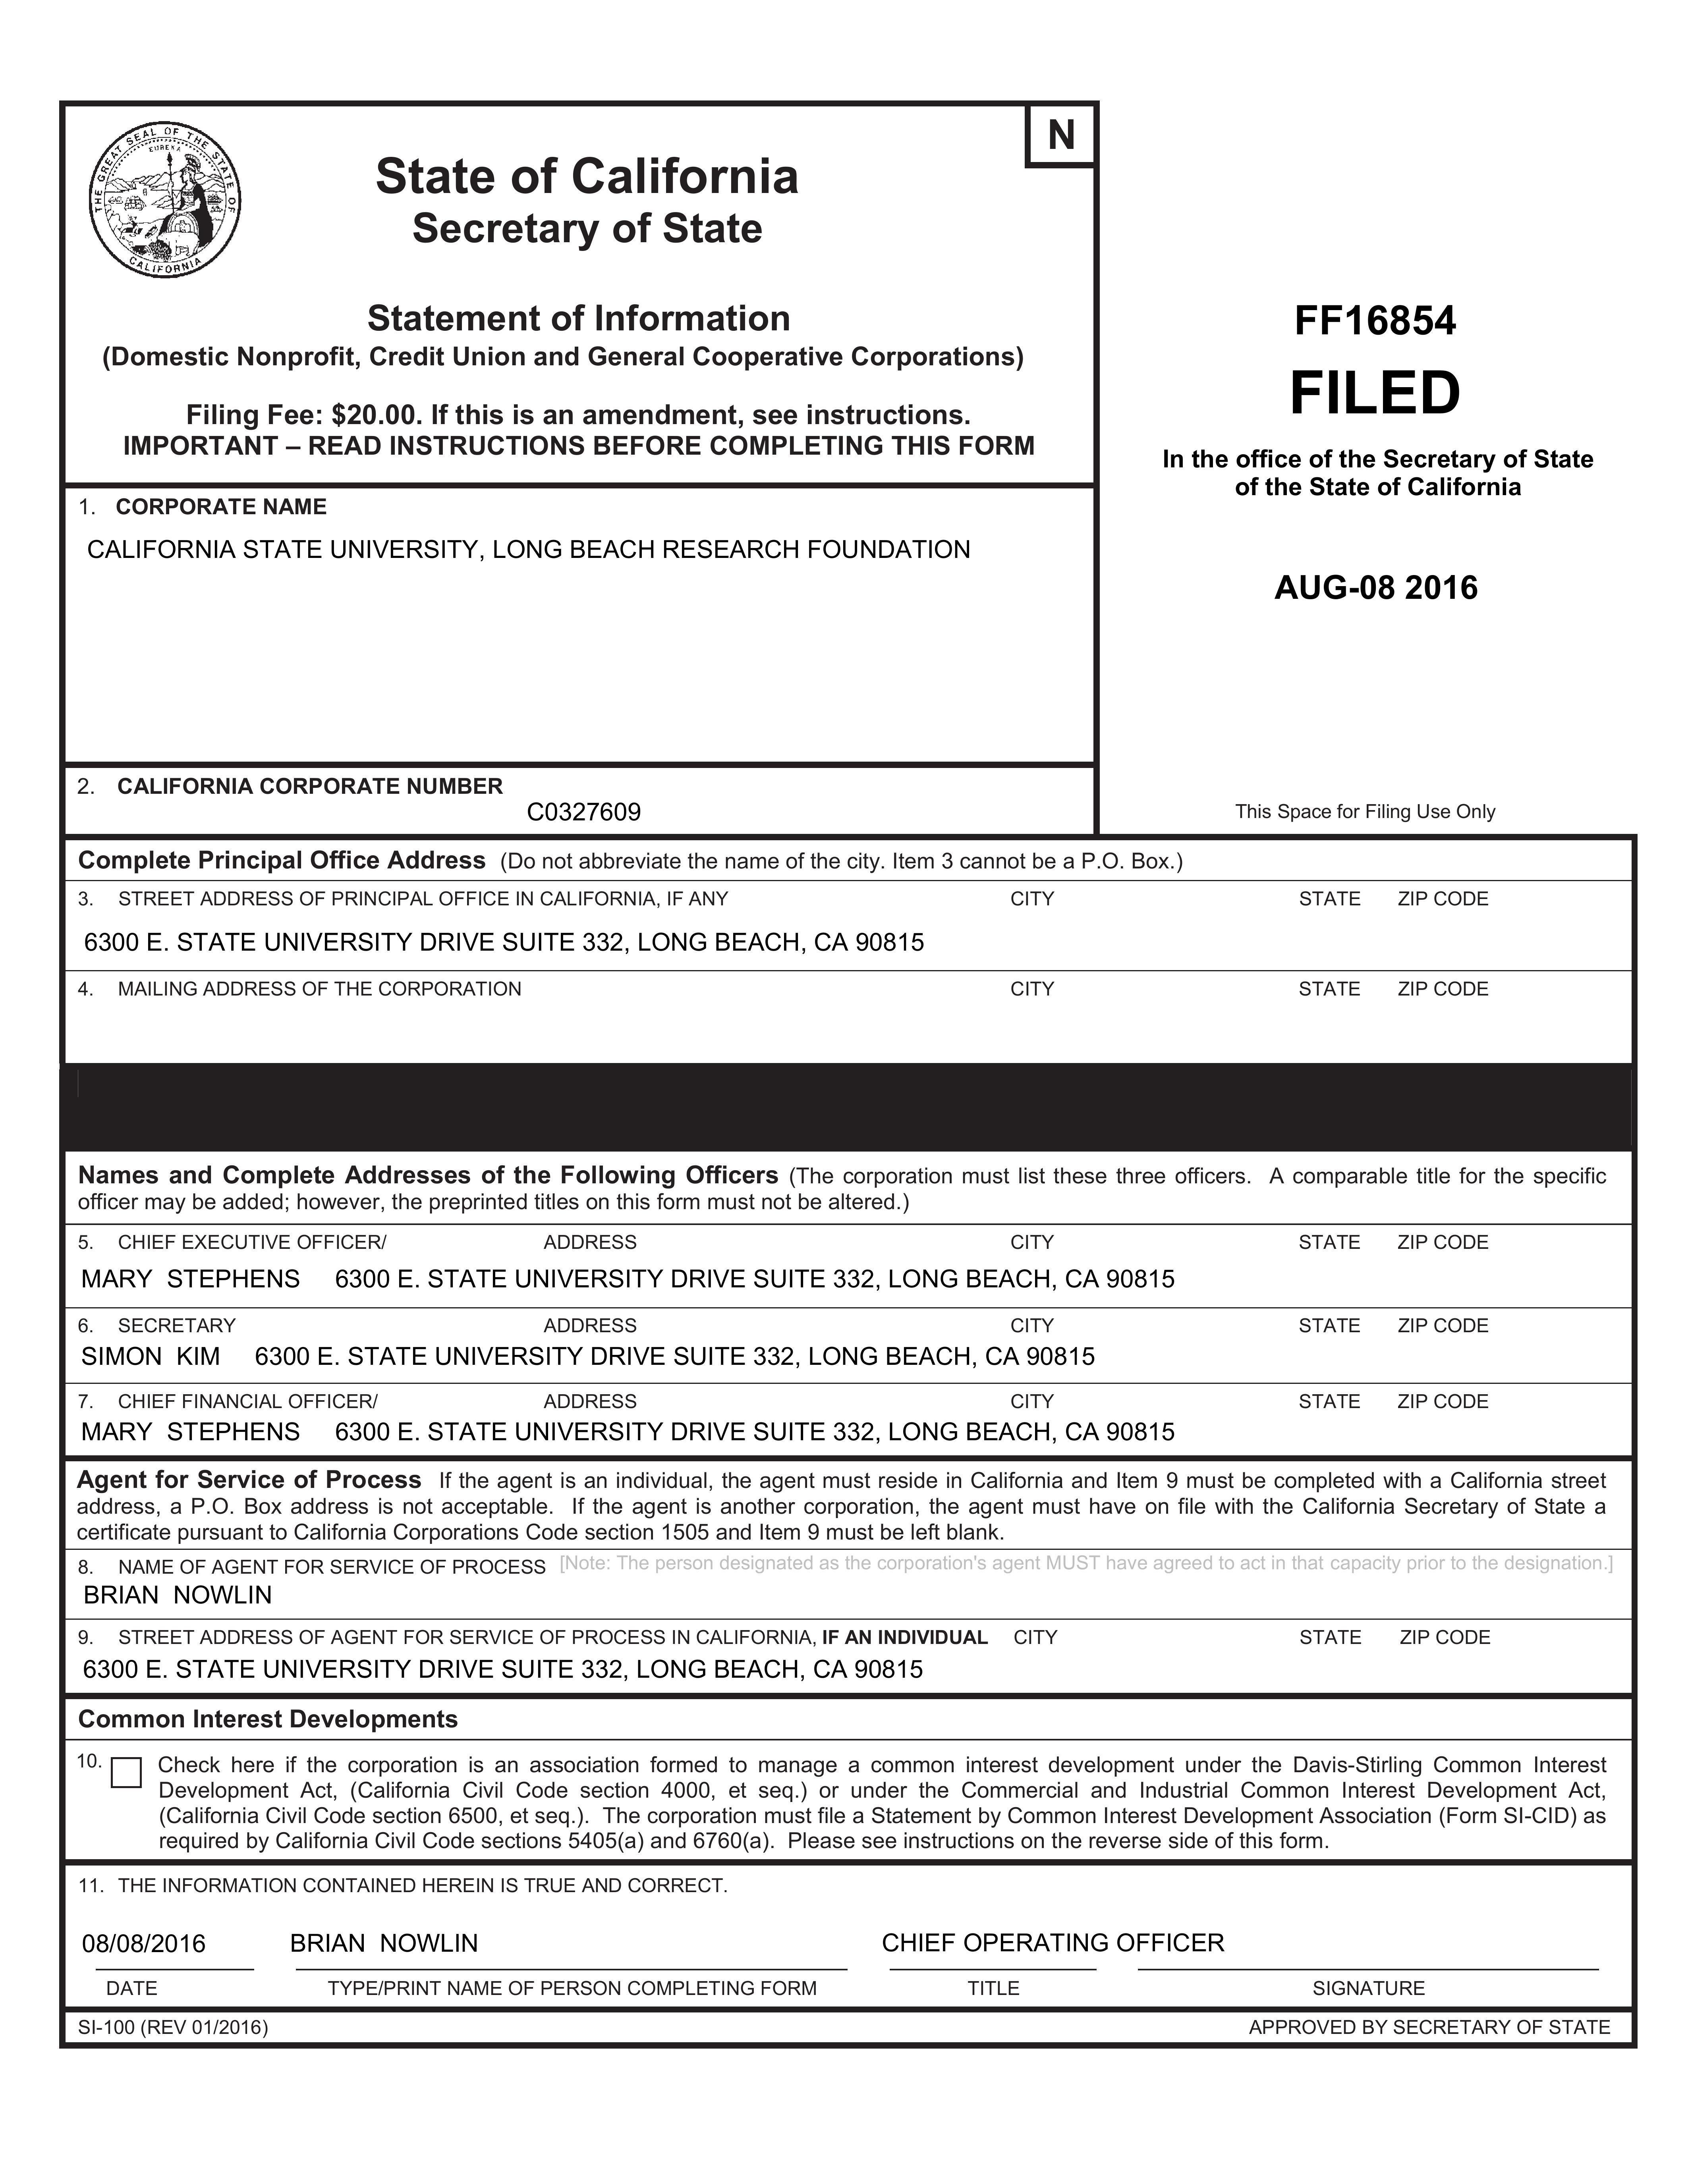 N
THE GREAT SEAL OF THE STATE OF
EUREKA
CALIFORNIA
State of California
Secretary of State
Statement of Information
(Domestic Nonprofit, Credit Union and General Cooperative Corporations)
Filing Fee: $20.00. If this is an amendment, see instructions.
IMPORTANT – READ INSTRUCTIONS BEFORE COMPLETING THIS FORM
FF16854
FILED
In the office of the Secretary of State
of the State of California
AUG-08 2016
1. CORPORATE NAME
CALIFORNIA STATE UNIVERSITY, LONG BEACH RESEARCH FOUNDATION
2. CALIFORNIA CORPORATE NUMBER
C0327609
This Space for Filing Use Only
Complete Principal Office Address (Do not abbreviate the name of the city. Item 3 cannot be a P.O. Box.)
3. STREET ADDRESS OF PRINCIPAL OFFICE IN CALIFORNIA, IF ANY CITY STATE ZIP CODE
6300 E. STATE UNIVERSITY DRIVE SUITE 332, LONG BEACH, CA 90815
4. MAILING ADDRESS OF THE CORPORATION CITY STATE ZIP CODE
Names and Complete Addresses of the Following Officers (The corporation must list these three officers. A comparable title for the specific
officer may be added; however, the preprinted titles on this form must not be altered.)
5. CHIEF EXECUTIVE OFFICER/ ADDRESS CITY STATE ZIP CODE
MARY STEPHENS 6300 E. STATE UNIVERSITY DRIVE SUITE 332, LONG BEACH, CA 90815
6. SECRETARY ADDRESS CITY STATE ZIP CODE
SIMON KIM 6300 E. STATE UNIVERSITY DRIVE SUITE 332, LONG BEACH, CA 90815
7. CHIEF FINANCIAL OFFICER/ ADDRESS CITY STATE ZIP CODE
MARY STEPHENS 6300 E. STATE UNIVERSITY DRIVE SUITE 332, LONG BEACH, CA 90815
Agent for Service of Process If the agent is an individual, the agent must reside in California and Item 9 must be completed with a California street
address, a P.O. Box address is not acceptable. If the agent is another corporation, the agent must have on file with the California Secretary of State a
certificate pursuant to California Corporations Code section 1505 and Item 9 must be left blank.
8. NAME OF AGENT FOR SERVICE OF PROCESS [Note: The person designated as the corporation's agent MUST have agreed to act in that capacity prior to the designation.]
BRIAN NOWLIN
9. STREET ADDRESS OF AGENT FOR SERVICE OF PROCESS IN CALIFORNIA, IF AN INDIVIDUAL CITY STATE ZIP CODE
6300 E. STATE UNIVERSITY DRIVE SUITE 332, LONG BEACH, CA 90815
Common Interest Developments
10. Check here if the corporation is an association formed to manage a common interest development under the Davis-Stirling Common Interest
Development Act, (California Civil Code section 4000, et seq.) or under the Commercial and Industrial Common Interest Development Act,
(California Civil Code section 6500, et seq.). The corporation must file a Statement by Common Interest Development Association (Form SI-CID) as
required by California Civil Code sections 5405(a) and 6760(a). Please see instructions on the reverse side of this form.
11. THE INFORMATION CONTAINED HEREIN IS TRUE AND CORRECT.
08/08/2016 BRIAN NOWLIN CHIEF OPERATING OFFICER
DATE TYPE/PRINT NAME OF PERSON COMPLETING FORM TITLE SIGNATURE
SI-100 (REV 01/2016) APPROVED BY SECRETARY OF STATE